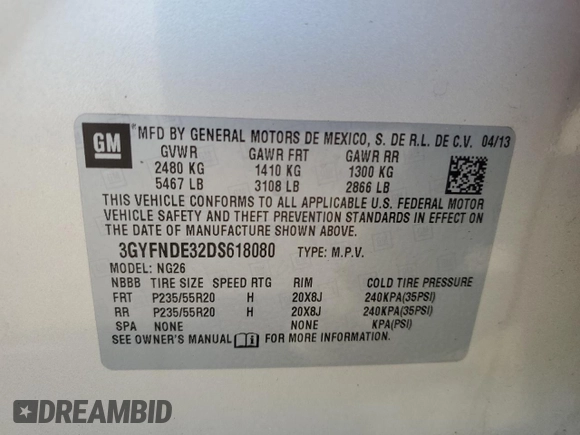 GM
MFD BY GENERAL MOTORS DE MEXICO, S. DE R.L. DE C.V. 04/13
GVWR GAWR FRT GAWR RR
2480 KG 1410 KG 1300 KG
5467 LB 3108 LB 2866 LB
THIS VEHICLE CONFORMS TO ALL APPLICABLE U.S. FEDERAL MOTOR
VEHICLE SAFETY AND THEFT PREVENTION STANDARDS IN EFFECT ON
THE DATE OF MANUFACTURE SHOWN ABOVE.
3GYFNDE32DS618080 TYPE: M.P.V.
MODEL: NG26
NBBB TIRE SIZE SPEED RTG RIM COLD TIRE PRESSURE
FRT P235/55R20 H 20X8J 240KPA(35PSI)
RR P235/55R20 H 20X8J 240KPA(35PSI)
SPA NONE NONE KPA(PSI)
SEE OWNER'S MANUAL FOR MORE INFORMATION.
DREAMBID